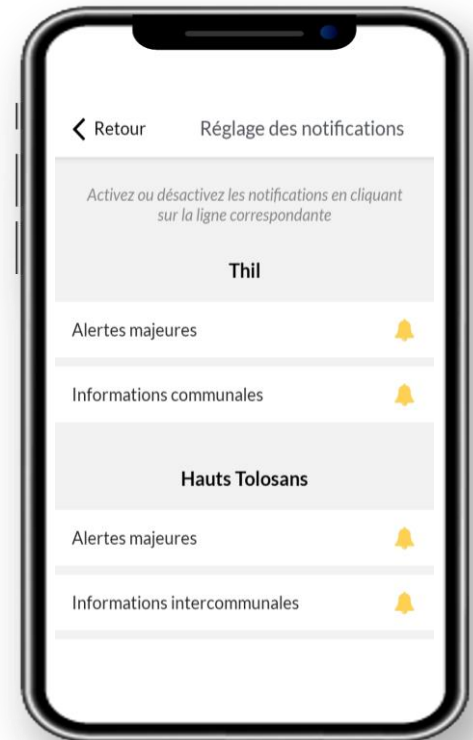 Retour Réglage des notifications
Activez ou désactivez les notifications en cliquant
sur la ligne correspondante
Thil
Alertes majeures
Informations communales
Hauts Tolosans
Alertes majeures
Informations intercommunales